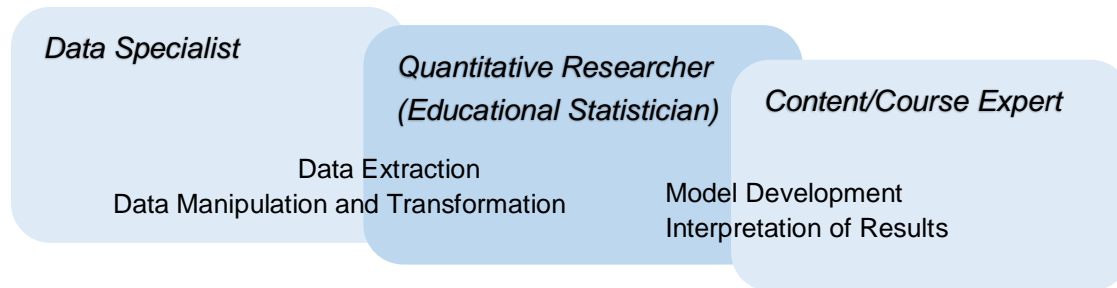 Data Specialist
Quantitative Researcher
(Educational Statistician)
Content/Course Expert
Data Extraction
Data Manipulation and Transformation
Model Development
Interpretation of Results